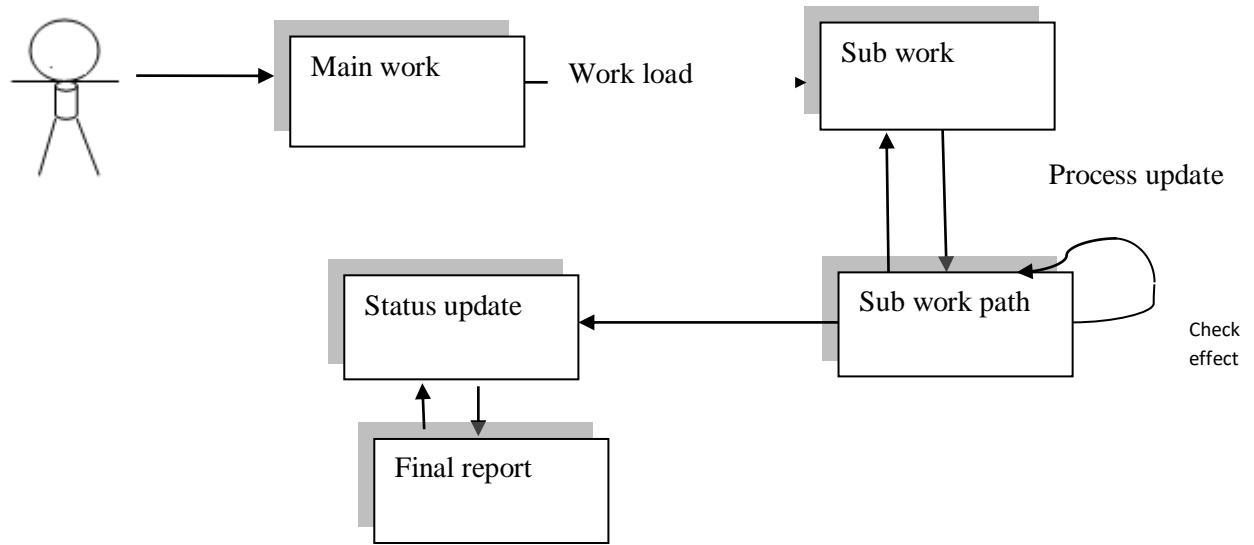 Main work
Work load
Sub work
Process update
Status update
Sub work path
Check
effect
Final report